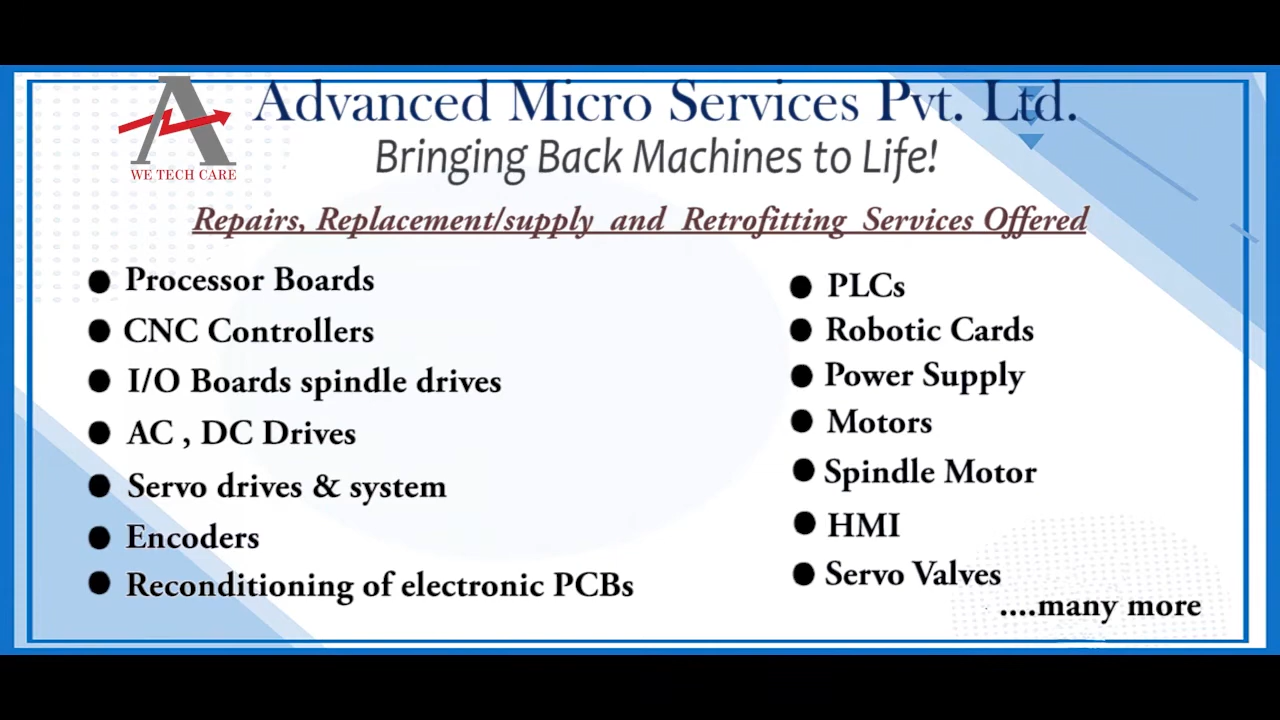 Advanced Micro Services Pvt. Ltd.
WE TECH CARE
Bringing Back Machines to Life!
Repairs, Replacement/supply and Retrofitting Services Offered
Processor Boards
CNC Controllers
I/O Boards spindle drives
AC , DC Drives
Servo drives & system
Encoders
Reconditioning of electronic PCBs
PLCs
Robotic Cards
Power Supply
Motors
Spindle Motor
HMI
Servo Valves
....many more